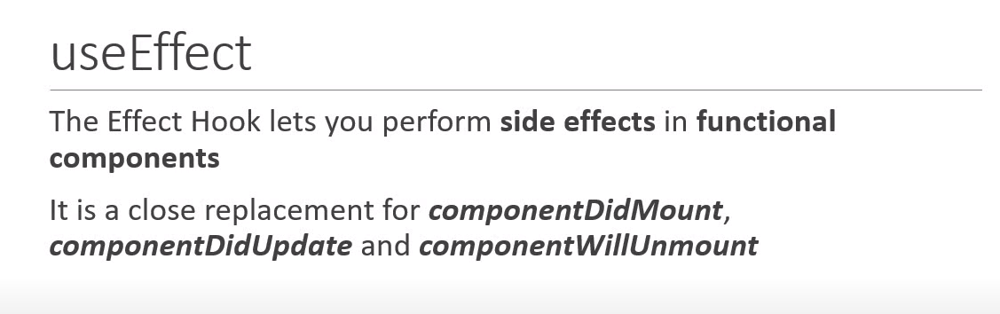 useEffect
The Effect Hook lets you perform side effects in functional
components
It is a close replacement for componentDidMount,
componentDidUpdate and componentWillUnmount